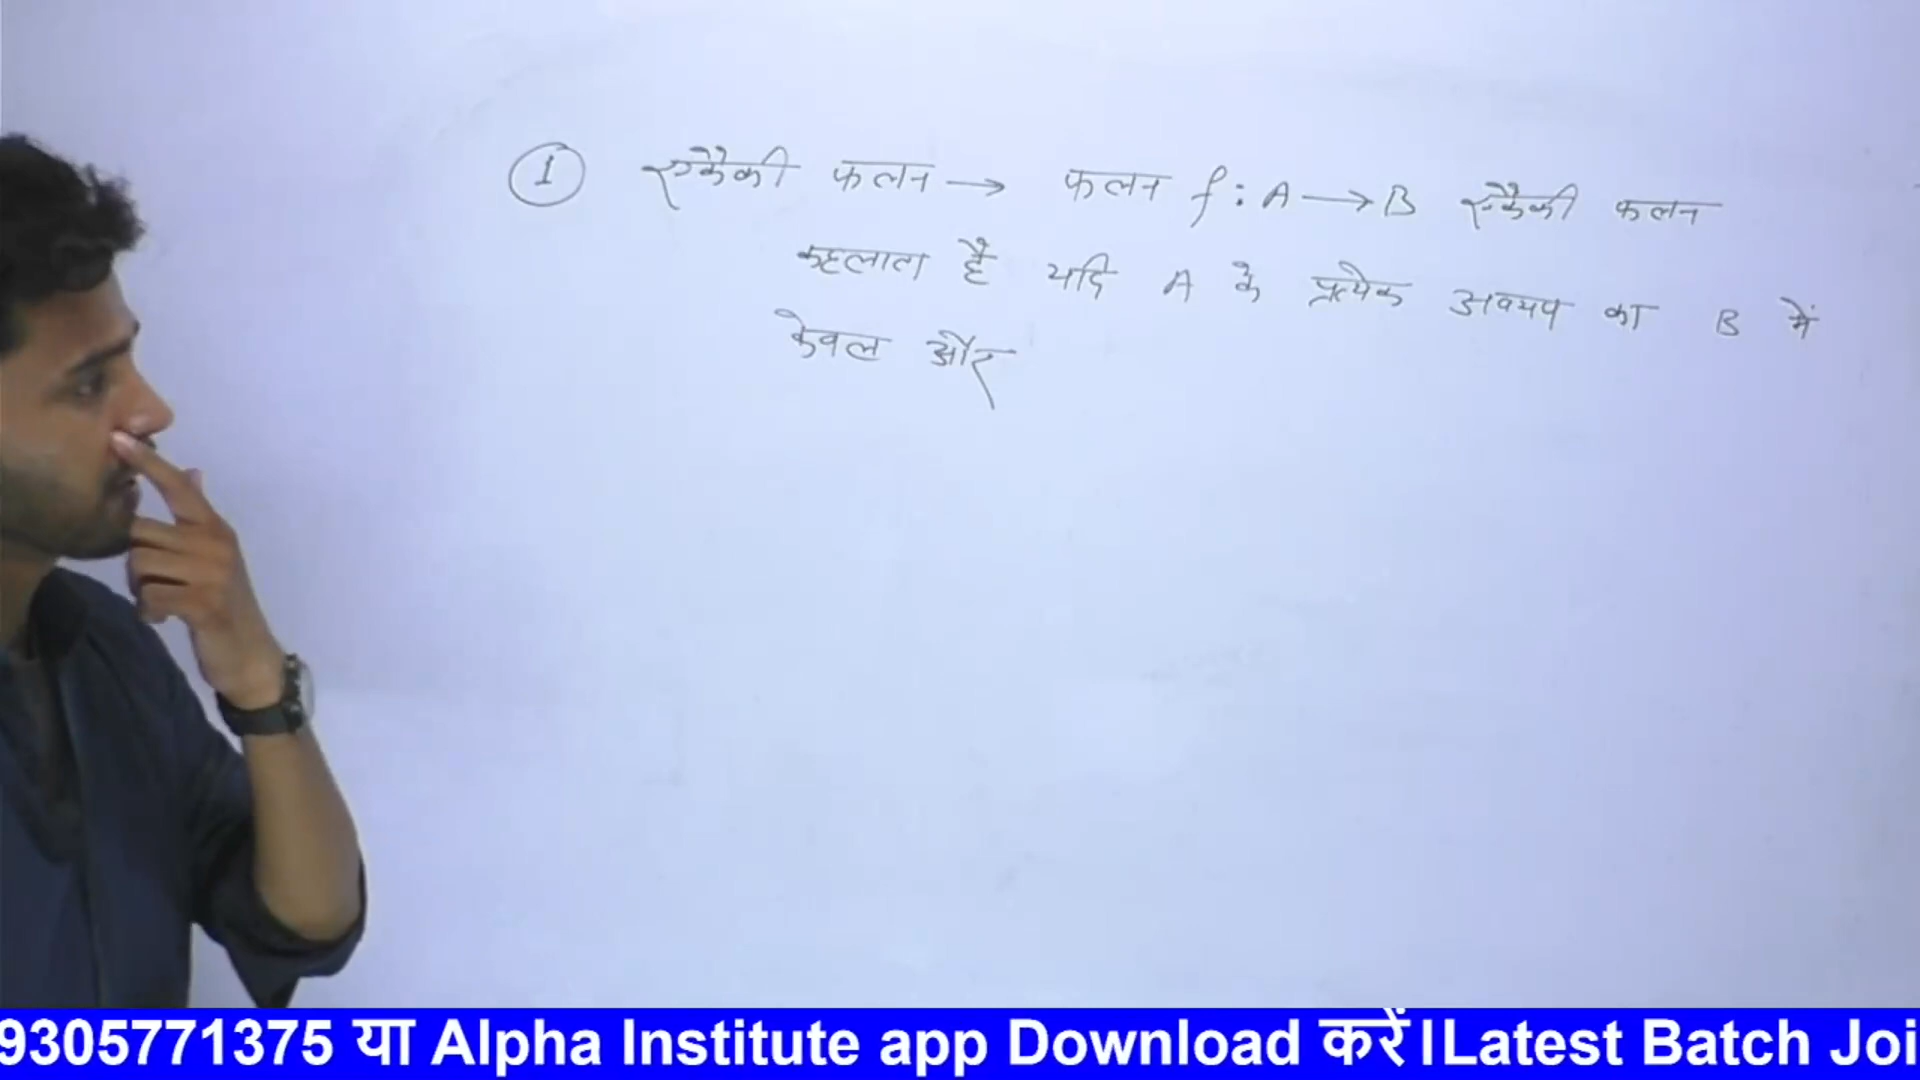 ① एकैकी फलन → फलन f : A → B एकैकी फलन
कहलाता है यदि A के प्रत्येक अवयव का B में
केवल और
9305771375 या Alpha Institute app Download करें।Latest Batch Joi